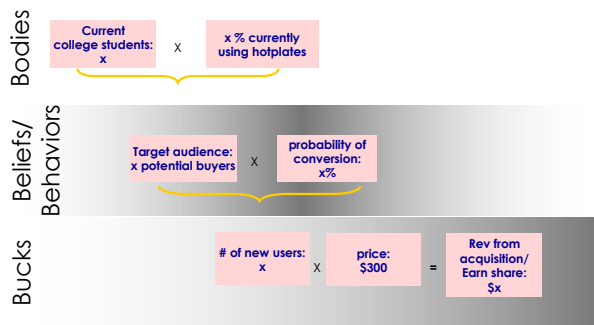 Bodies
Current
college students:
x
X
x % currently
using hotplates
Beliefs/
Behaviors
Target audience:
x potential buyers
X
probability of
conversion:
x%
Bucks
# of new users:
x
X
price:
$300
=
Rev from
acquisition/
Earn share:
$x